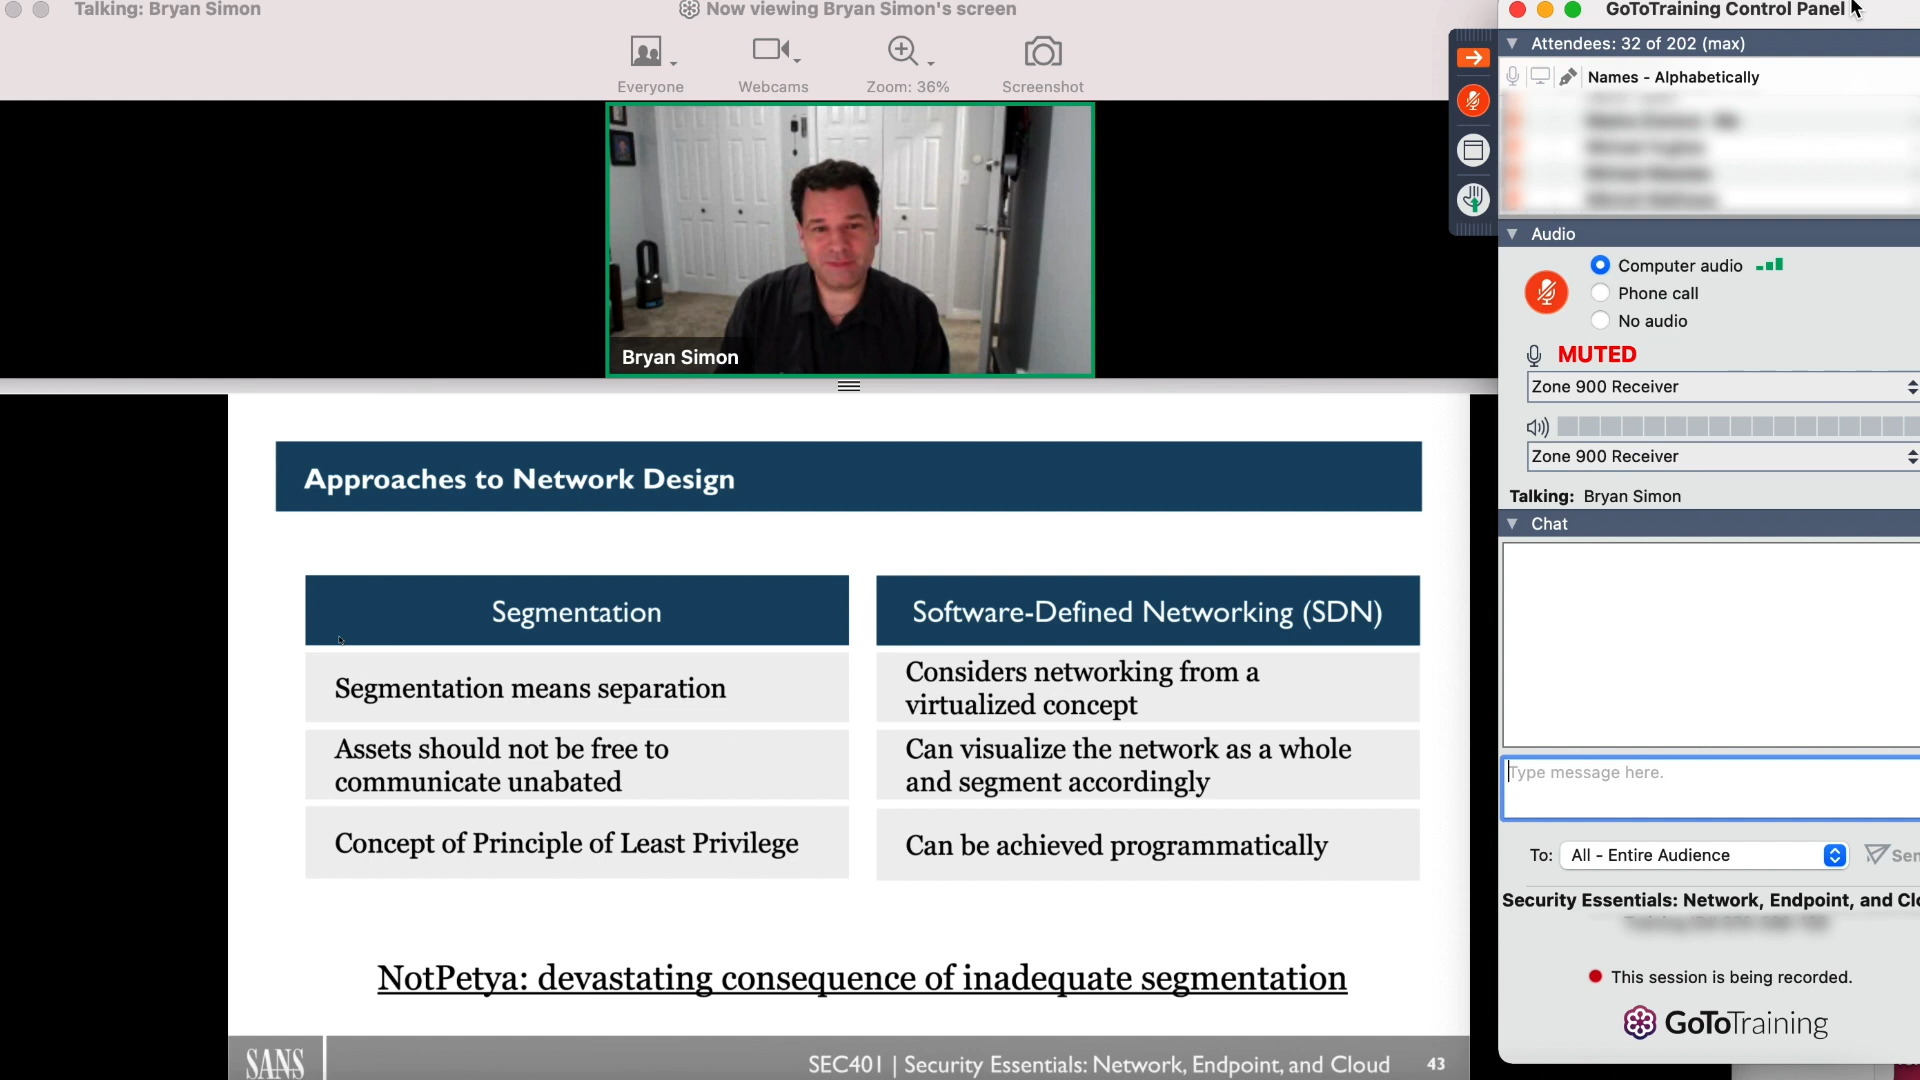 Talking: Bryan Simon
Now viewing Bryan Simon's screen
Everyone
Webcams
Zoom: 36%
Screenshot
Bryan Simon
Approaches to Network Design
Segmentation
Segmentation means separation
Assets should not be free to
communicate unabated
Concept of Principle of Least Privilege
Software-Defined Networking (SDN)
Considers networking from a
virtualized concept
Can visualize the network as a whole
and segment accordingly
Can be achieved programmatically
NotPetya: devastating consequence of inadequate segmentation
SANS
SEC401 | Security Essentials: Network, Endpoint, and Cloud
43
GoToTraining Control Panel
Attendees: 32 of 202 (max)
Names - Alphabetically
Audio
Computer audio
Phone call
No audio
MUTED
Zone 900 Receiver
Zone 900 Receiver
Talking: Bryan Simon
Chat
Type message here.
To: All - Entire Audience
Sen
Security Essentials: Network, Endpoint, and Clo
This session is being recorded.
GoToTraining